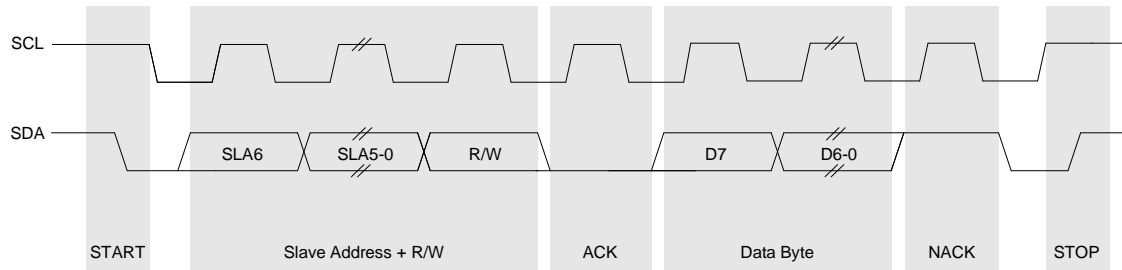 SCL
SDA
SLA6 SLA5-0 R/W D7 D6-0
START Slave Address + R/W ACK Data Byte NACK STOP